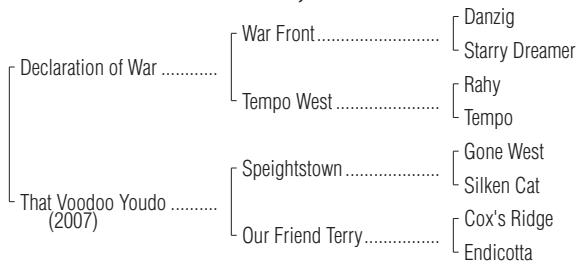 Danzig
War Front
Starry Dreamer
Declaration of War
Rahy
Tempo West
Tempo
Gone West
Speightstown
Silken Cat
That Voodoo Youdo
(2007)
Cox's Ridge
Our Friend Terry
Endicotta